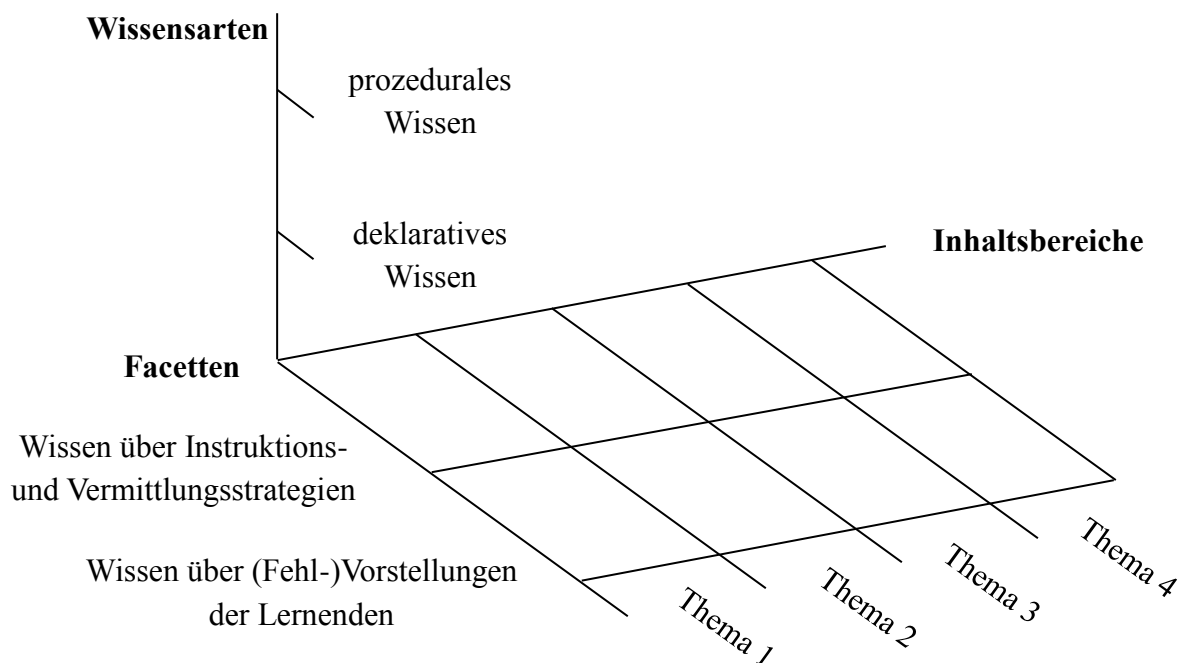 Wissensarten
prozedurales
Wissen
deklaratives
Wissen
Inhaltsbereiche
Facetten
Wissen über Instruktions-
und Vermittlungsstrategien
Wissen über (Fehl-)Vorstellungen
der Lernenden
Thema 1
Thema 2
Thema 3
Thema 4